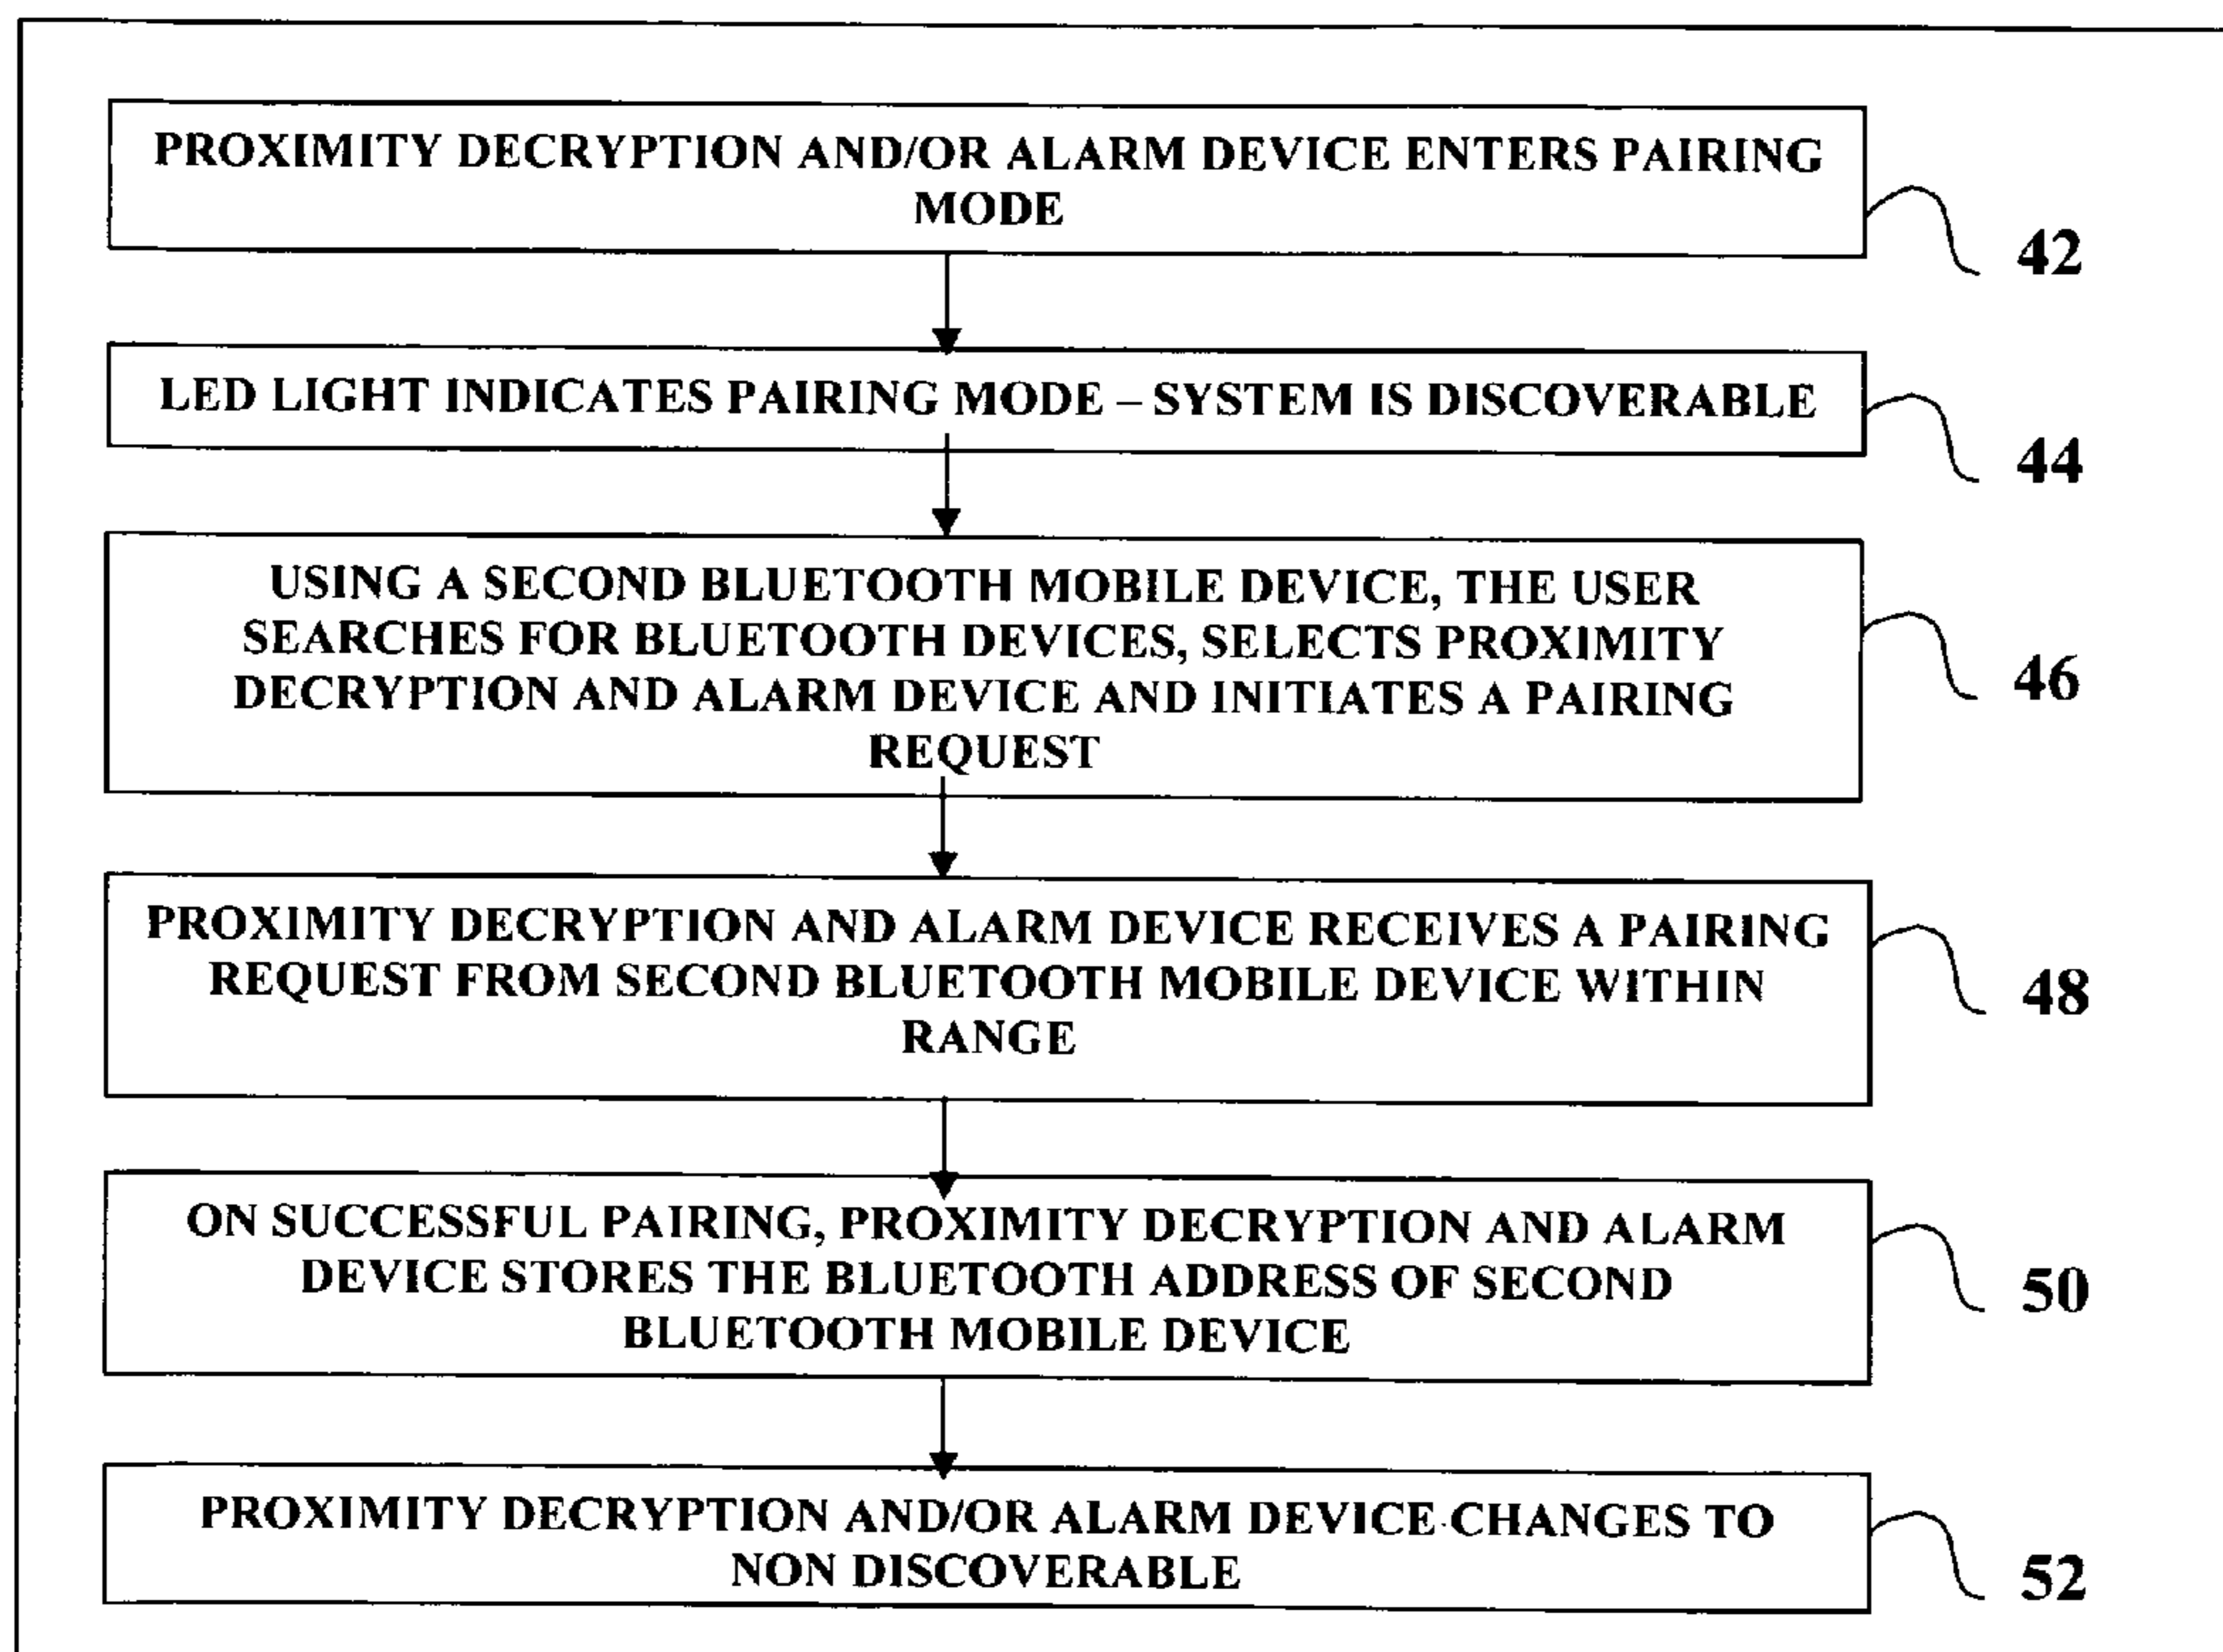 PROXIMITY DECRYPTION AND/OR ALARM DEVICE ENTERS PAIRING
MODE
42
LED LIGHT INDICATES PAIRING MODE – SYSTEM IS DISCOVERABLE
44
USING A SECOND BLUETOOTH MOBILE DEVICE, THE USER
SEARCHES FOR BLUETOOTH DEVICES, SELECTS PROXIMITY
DECRYPTION AND ALARM DEVICE AND INITIATES A PAIRING
REQUEST
46
PROXIMITY DECRYPTION AND ALARM DEVICE RECEIVES A PAIRING
REQUEST FROM SECOND BLUETOOTH MOBILE DEVICE WITHIN
RANGE
48
ON SUCCESSFUL PAIRING, PROXIMITY DECRYPTION AND ALARM
DEVICE STORES THE BLUETOOTH ADDRESS OF SECOND
BLUETOOTH MOBILE DEVICE
50
PROXIMITY DECRYPTION AND/OR ALARM DEVICE CHANGES TO
NON DISCOVERABLE
52